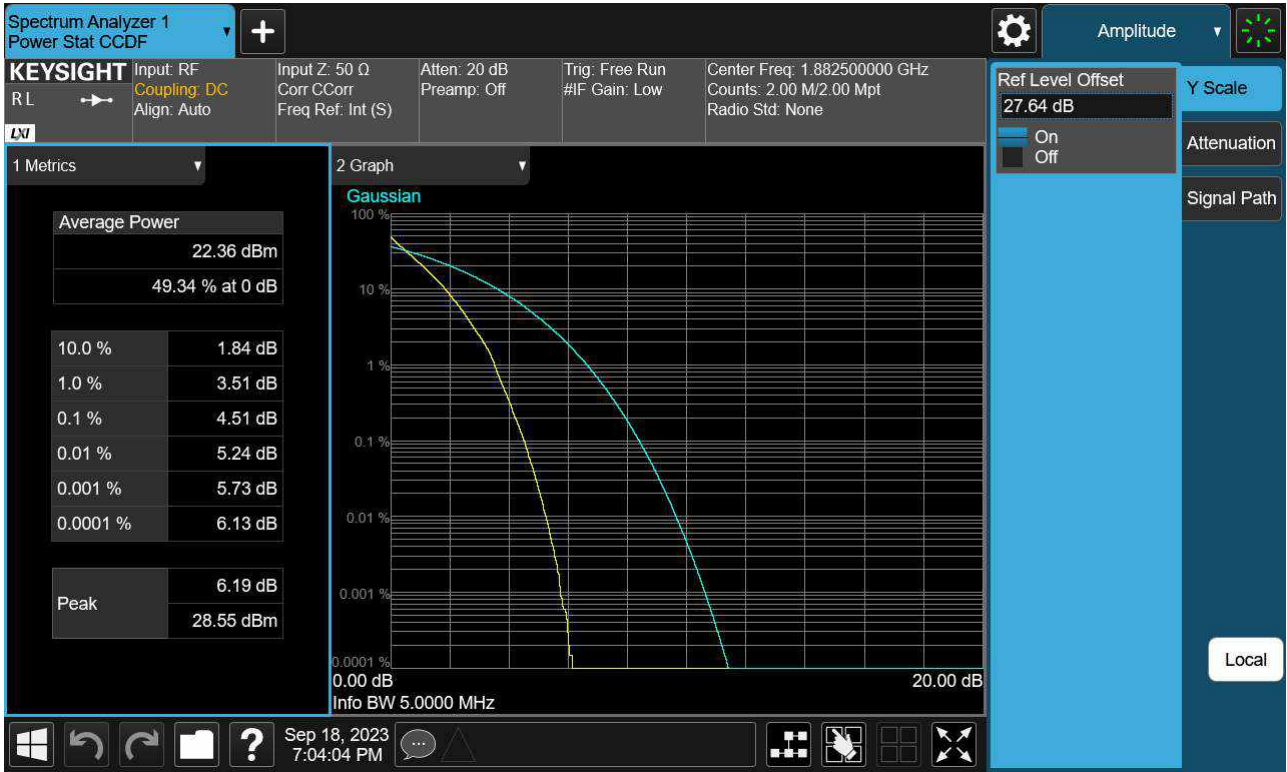 Spectrum Analyzer 1
Power Stat CCDF
+
Amplitude
KEYSIGHT
RL
LXI
Input: RF
Coupling: DC
Align: Auto
Input Z: 50 Ω
Corr CCorr
Freq Ref: Int (S)
Atten: 20 dB
Preamp: Off
Trig: Free Run
#IF Gain: Low
Center Freq: 1.882500000 GHz
Counts: 2.00 M/2.00 Mpt
Radio Std: None
Ref Level Offset
27.64 dB
On
Off
Y Scale
Attenuation
Signal Path
Local
1 Metrics
Average Power
22.36 dBm
49.34 % at 0 dB
10.0 % 1.84 dB
1.0 % 3.51 dB
0.1 % 4.51 dB
0.01 % 5.24 dB
0.001 % 5.73 dB
0.0001 % 6.13 dB
Peak
6.19 dB
28.55 dBm
2 Graph
Gaussian
100 %
10 %
1 %
0.1 %
0.01 %
0.001 %
0.0001 %
0.00 dB 20.00 dB
Info BW 5.0000 MHz
?
Sep 18, 2023
7:04:04 PM